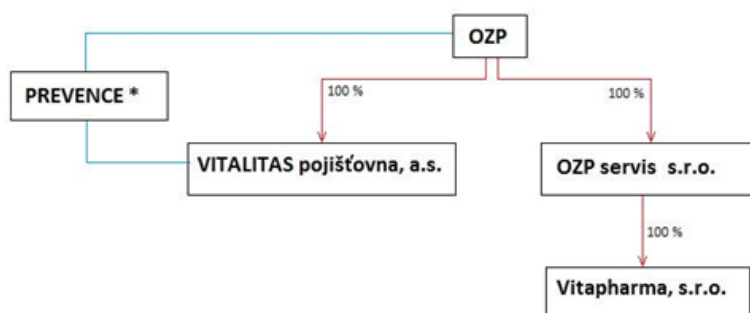 OZP
PREVENCE *
100 %
100 %
VITALITAS pojišťovna, a.s.
OZP servis s.r.o.
100 %
Vitapharma, s.r.o.